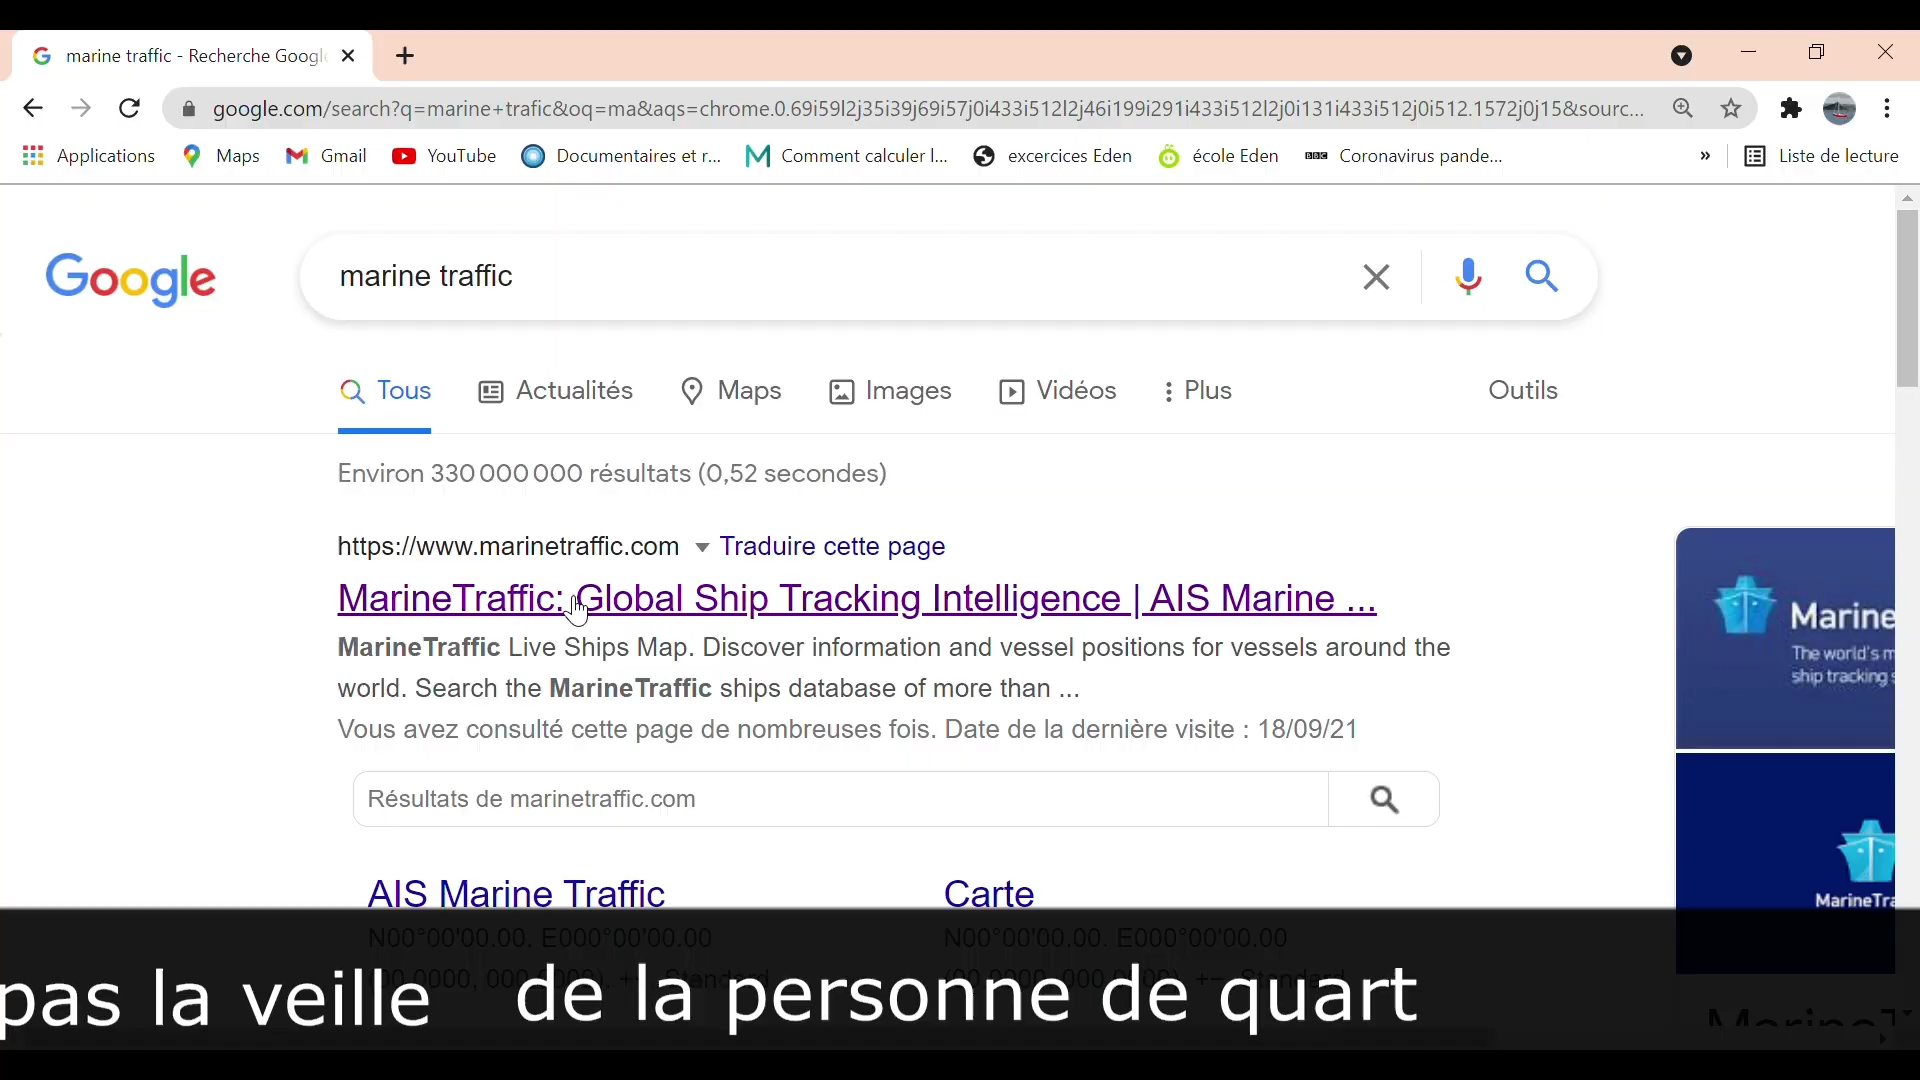 marine traffic - Recherche Googl
google.com/search?q=marine+trafic&oq=ma&aqs=chrome.0.69i59l2j35i39j69i57j0i433i512l2j46i199i291i433i512l2j0i131i433i512j0i512.1572j0j15&sourc...
Applications Maps Gmail YouTube Documentaires et r... Comment calculer l... excercices Eden école Eden BBC Coronavirus pande... » Liste de lecture
Google
marine traffic
Tous Actualités Maps Images Vidéos Plus Outils
Environ 330 000 000 résultats (0,52 secondes)
https://www.marinetraffic.com Traduire cette page
MarineTraffic: Global Ship Tracking Intelligence | AIS Marine ...
MarineTraffic Live Ships Map. Discover information and vessel positions for vessels around the
world. Search the MarineTraffic ships database of more than ...
Vous avez consulté cette page de nombreuses fois. Date de la dernière visite : 18/09/21
Résultats de marinetraffic.com
Marine
The world's m
ship tracking s
AIS Marine Traffic Carte
MarineTra
N00°00'00.00. E000°00'00.00 N00°00'00.00. E000°00'00.00
pas la veille de la personne de quart